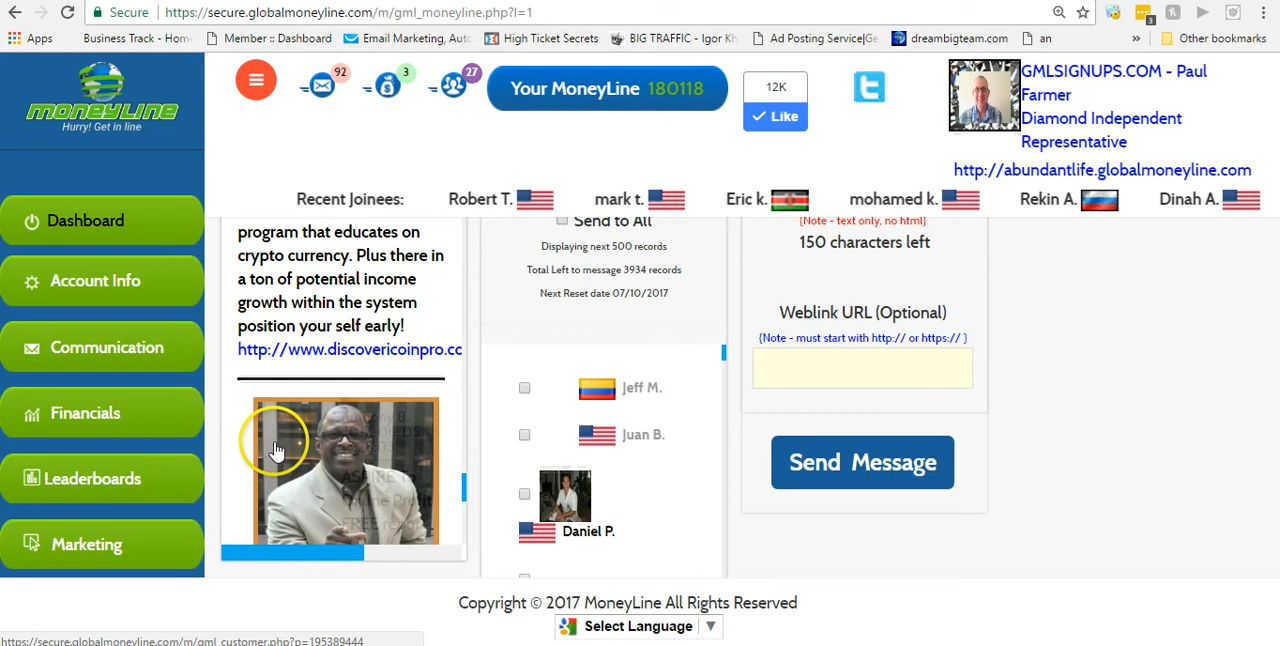 Secure https://secure.globalmoneyline.com/m/gml_moneyline.php?l=1
3
Apps Business Track - Home Member :: Dashboard Email Marketing, Auto High Ticket Secrets BIG TRAFFIC - Igor Kh Ad Posting Service|Ge dreambigteam.com an » Other bookmarks
MONEYLINE
Hurry! Get in line
92 3 27
Your MoneyLine 180118
12K
Like
GMLSIGNUPS.COM - Paul
Farmer
Diamond Independent
Representative
http://abundantlife.globalmoneyline.com
Recent Joinees: Robert T. mark t. Eric k. mohamed k. Rekin A. Dinah A.
Dashboard
Account Info
Communication
Financials
Leaderboards
Marketing
program that educates on
crypto currency. Plus there in
a ton of potential income
growth within the system
position your self early!
http://www.discovericoinpro.cc
ASPIRE To
FREE
Send to All
Displaying next 500 records
Total Left to message 3934 records
Next Reset date 07/10/2017
Jeff M.
Juan B.
Daniel P.
(Note - text only, no html)
150 characters left
Weblink URL (Optional)
{Note - must start with http:// or https:// }
Send Message
Copyright © 2017 MoneyLine All Rights Reserved
Select Language ▼
https://secure.globalmoneyline.com/m/gml_customer.php?p=195389444